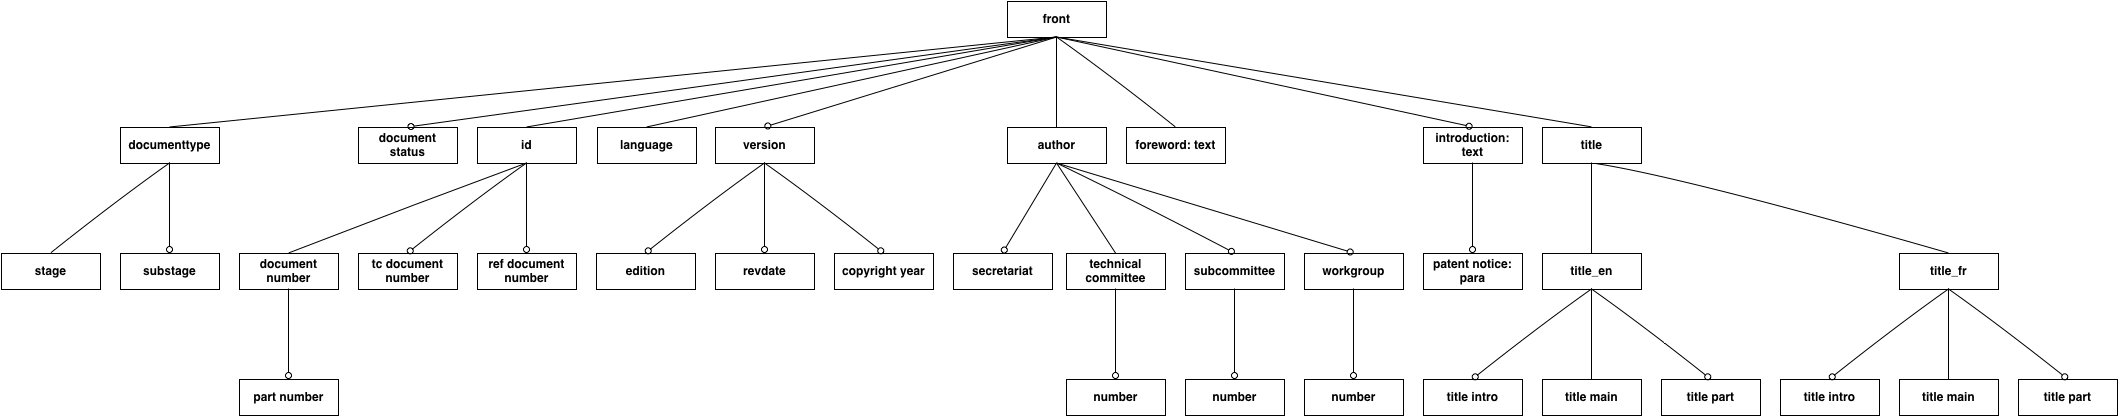 front
documenttype
document
status
id
language
version
author
foreword: text
introduction:
text
title
stage
substage
document
number
tc document
number
ref document
number
edition
revdate
copyright year
secretariat
technical
committee
subcommittee
workgroup
patent notice:
para
title_en
title_fr
part number
number
number
number
title intro
title main
title part
title intro
title main
title part